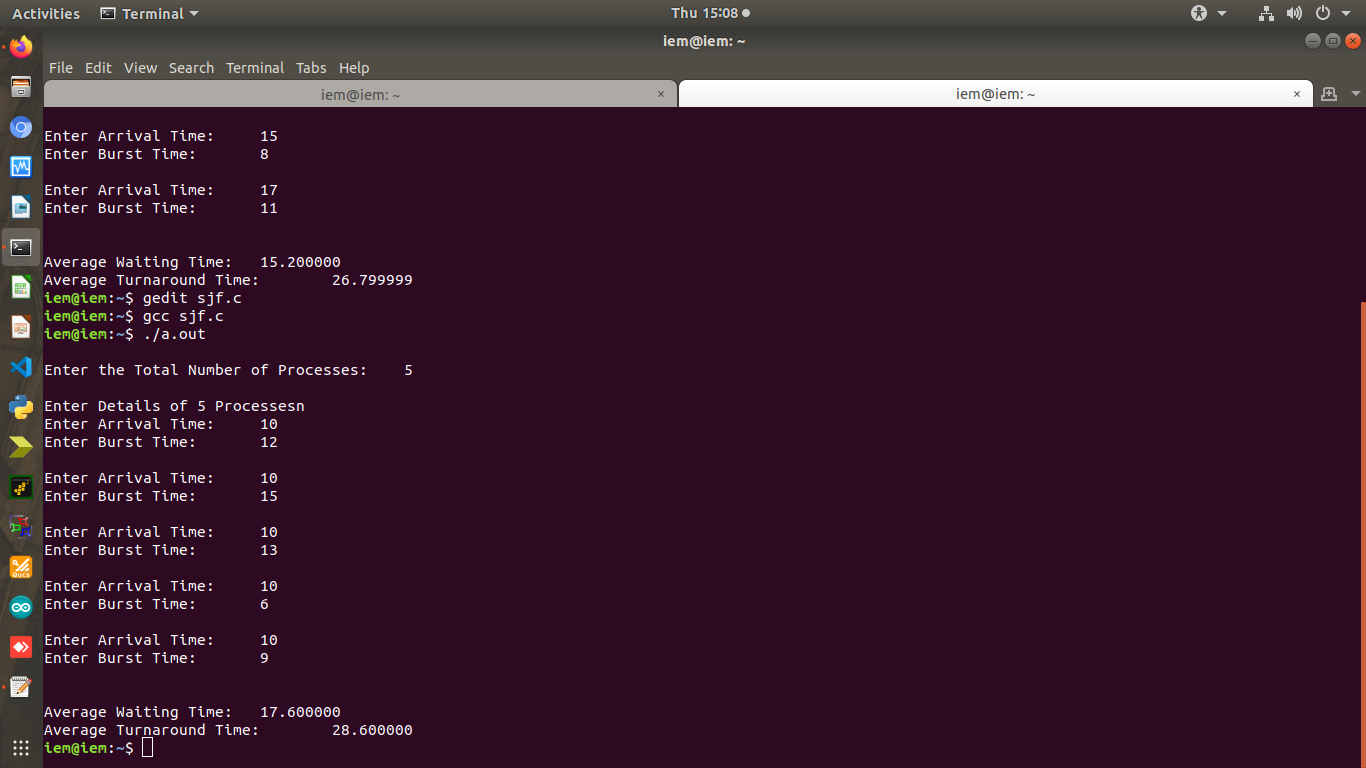 Activities Terminal Thu 15:08
iem@iem: ~
File Edit View Search Terminal Tabs Help
iem@iem: ~ × iem@iem: ~ ×
Enter Arrival Time: 15
Enter Burst Time: 8
Enter Arrival Time: 17
Enter Burst Time: 11
Average Waiting Time: 15.200000
Average Turnaround Time: 26.799999
iem@iem:~$ gedit sjf.c
iem@iem:~$ gcc sjf.c
iem@iem:~$ ./a.out
Enter the Total Number of Processes: 5
Enter Details of 5 Processesn
Enter Arrival Time: 10
Enter Burst Time: 12
Enter Arrival Time: 10
Enter Burst Time: 15
Enter Arrival Time: 10
Enter Burst Time: 13
Enter Arrival Time: 10
Enter Burst Time: 6
Enter Arrival Time: 10
Enter Burst Time: 9
Average Waiting Time: 17.600000
Average Turnaround Time: 28.600000
iem@iem:~$
Qucs